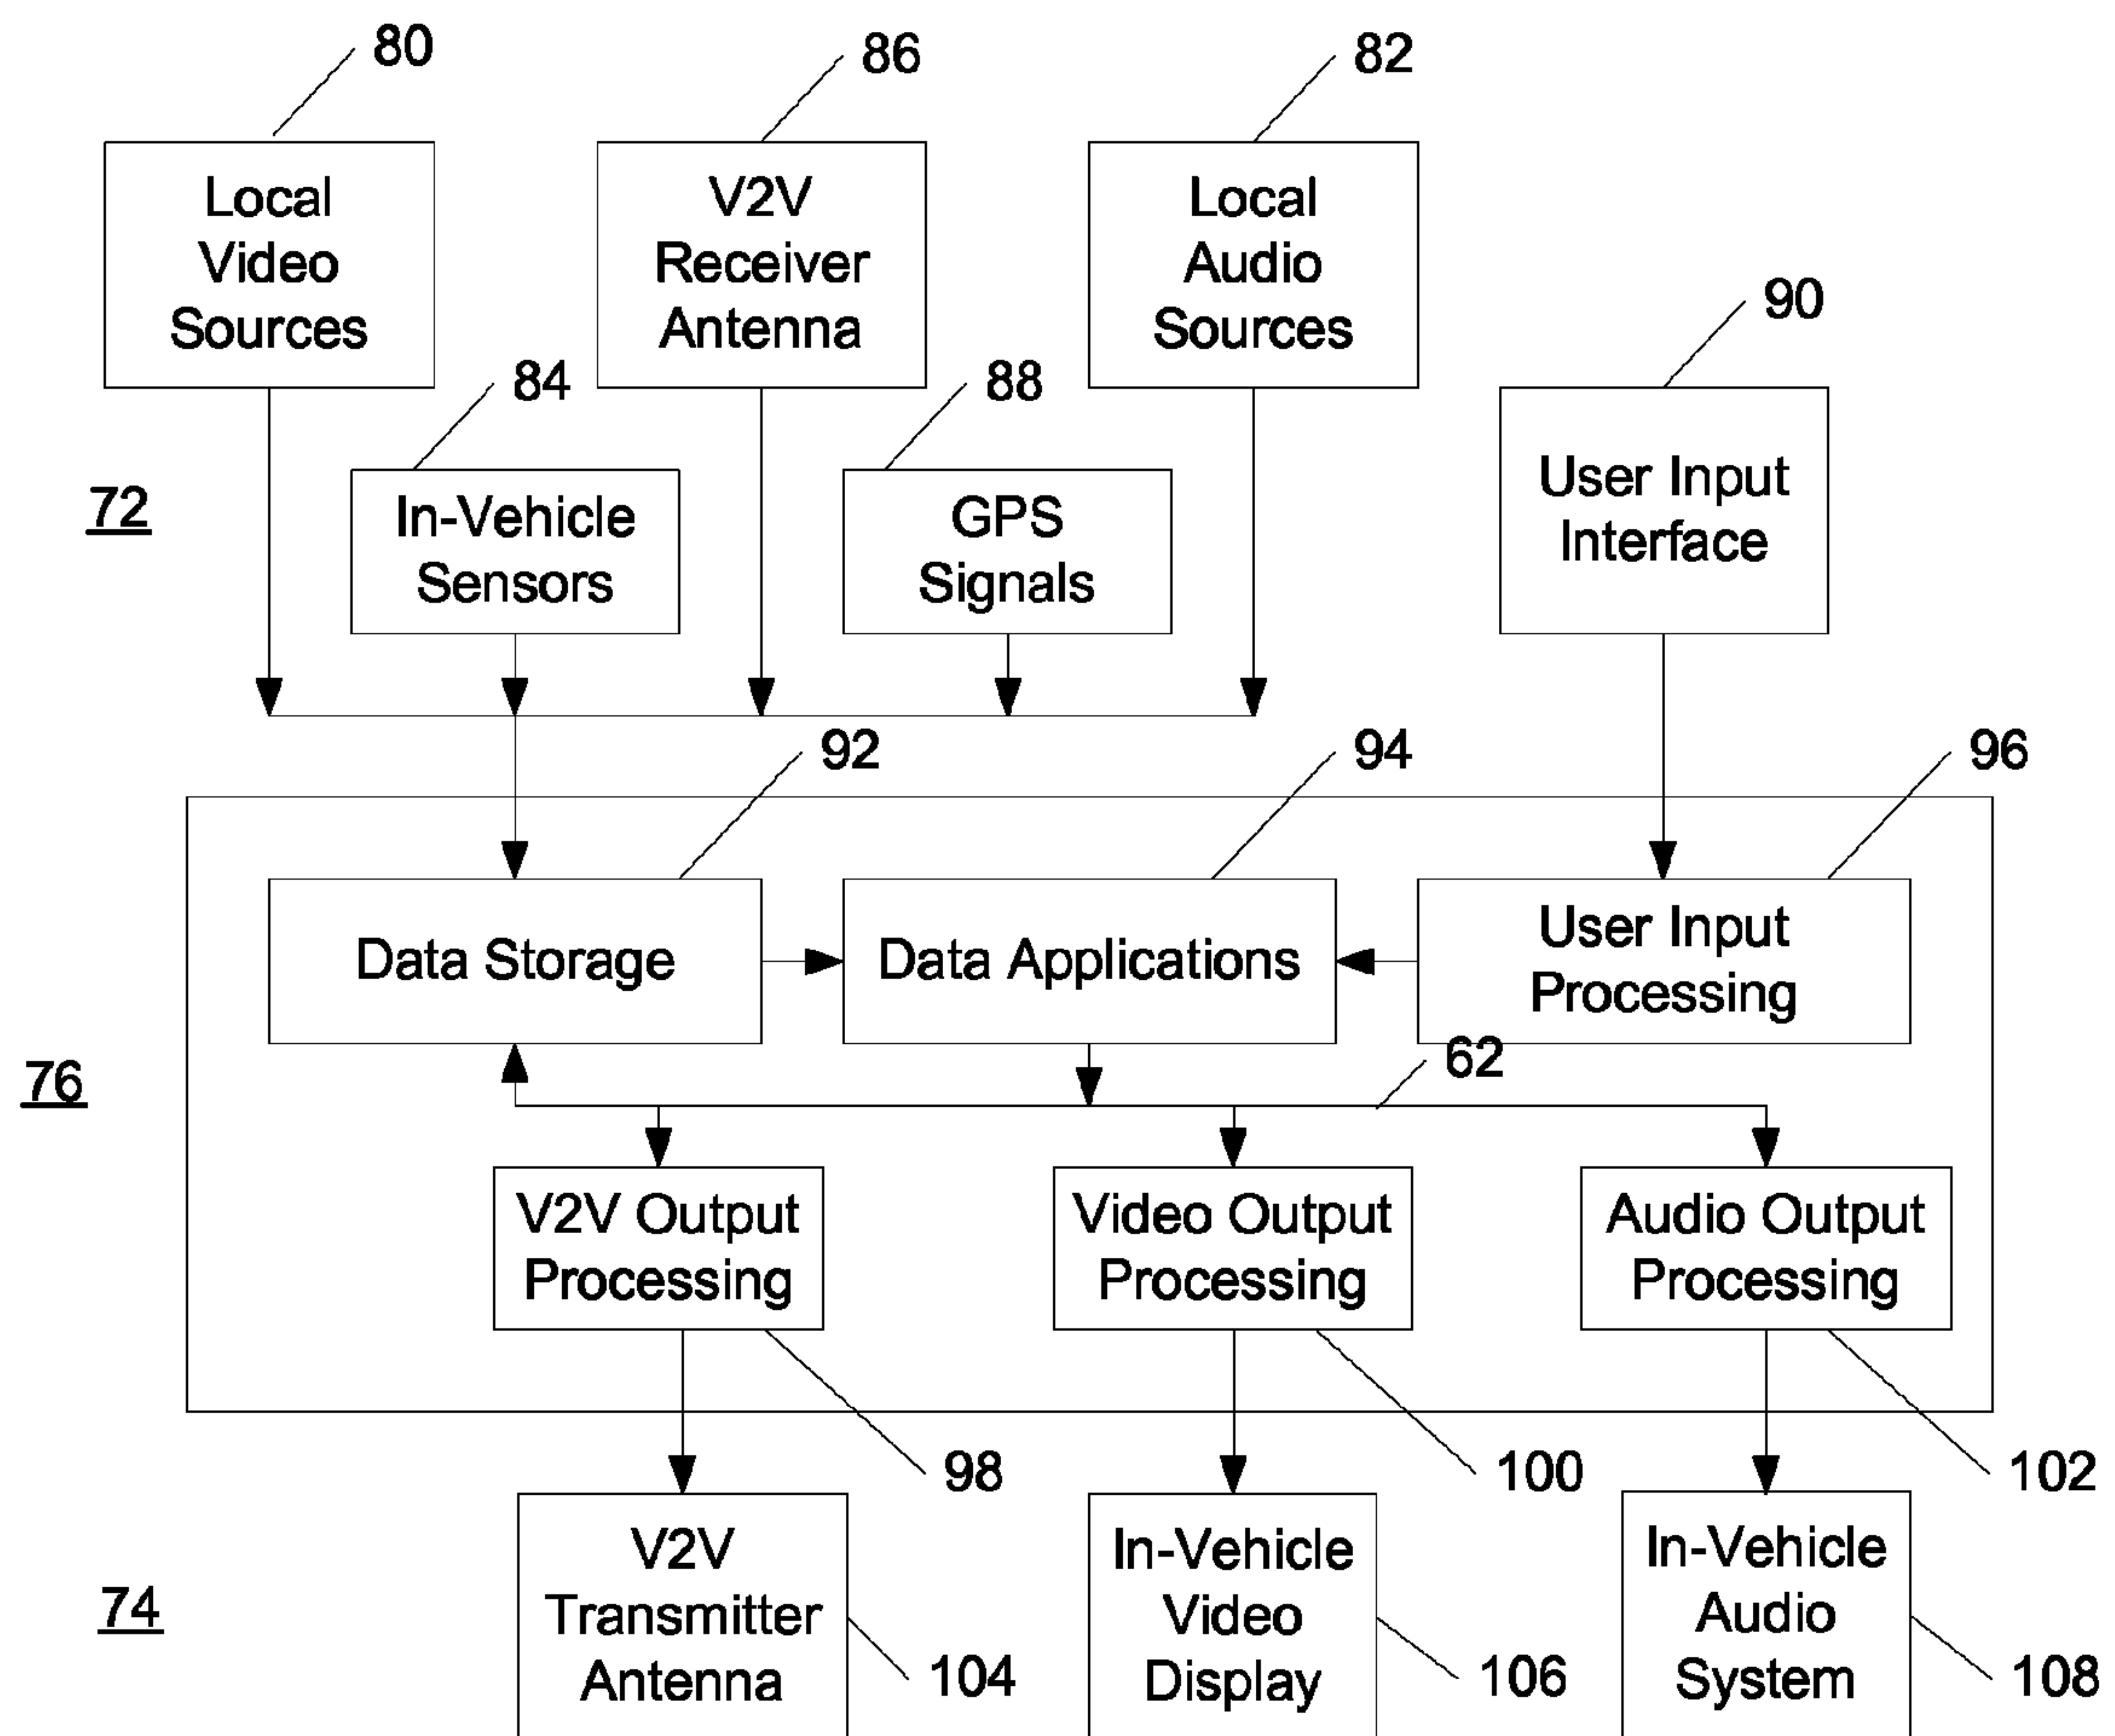 80
86
82
Local
Video
Sources
V2V
Receiver
Antenna
Local
Audio
Sources
90
84
88
User Input
Interface
72
In-Vehicle
Sensors
GPS
Signals
92
94
96
Data Storage
Data Applications
User Input
Processing
62
76
V2V Output
Processing
Video Output
Processing
Audio Output
Processing
98
100
102
V2V
Transmitter
Antenna
In-Vehicle
Video
Display
In-Vehicle
Audio
System
74
104
106
108